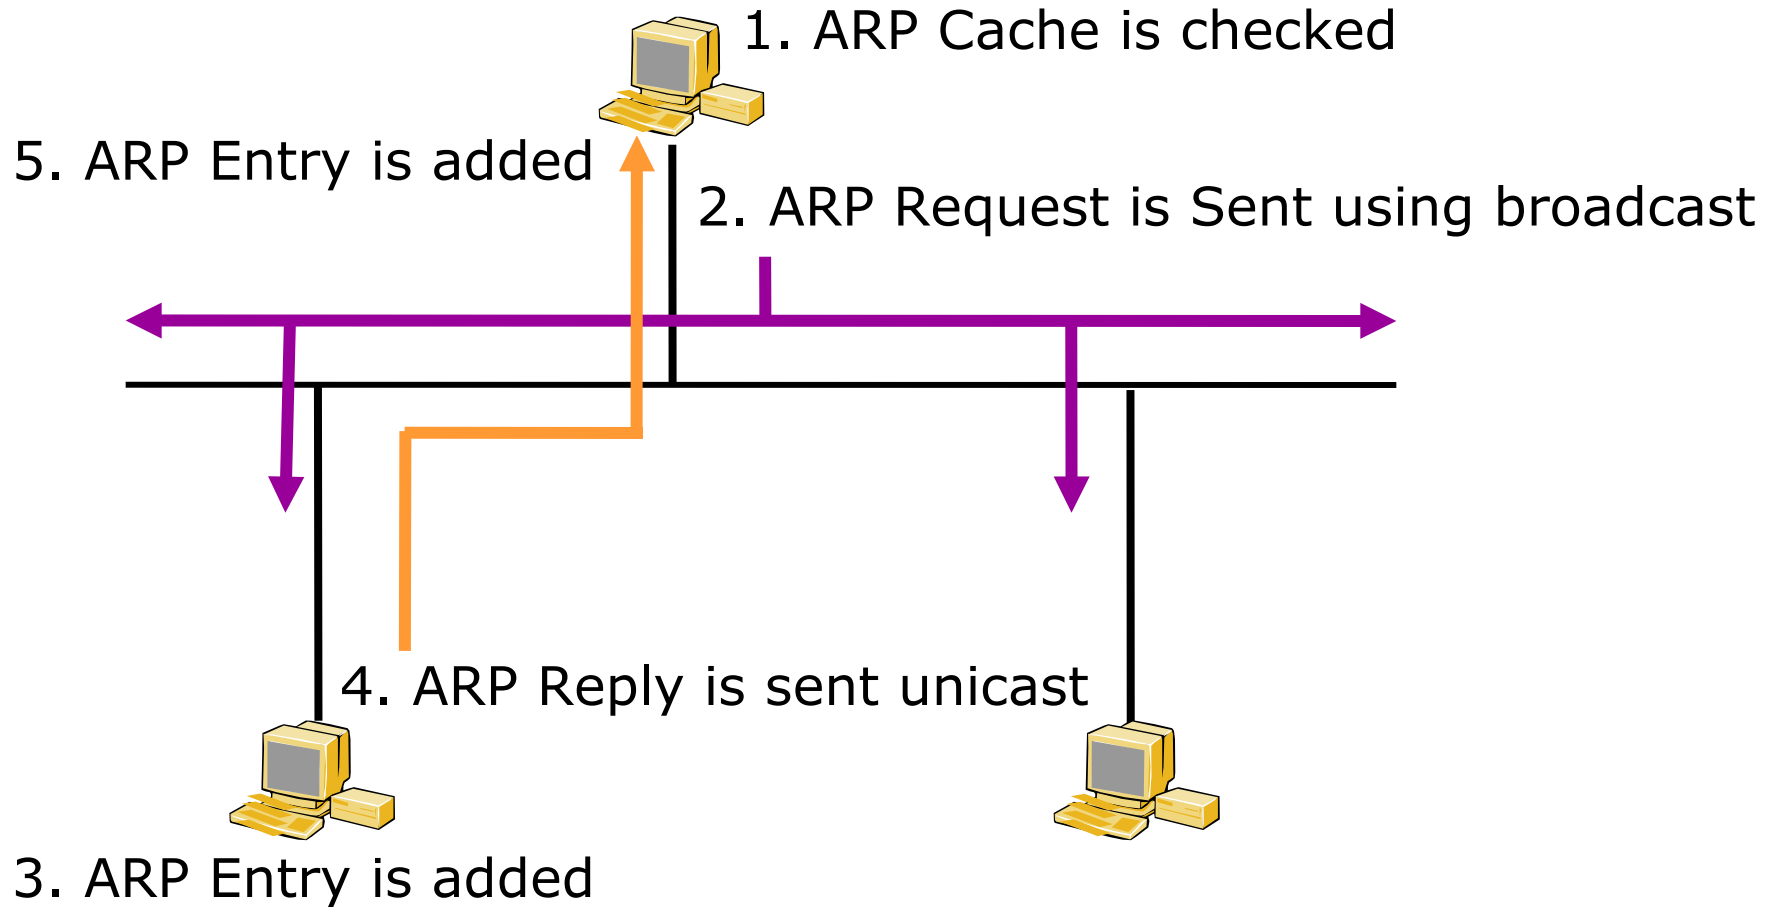 1. ARP Cache is checked
5. ARP Entry is added
2. ARP Request is Sent using broadcast
4. ARP Reply is sent unicast
3. ARP Entry is added